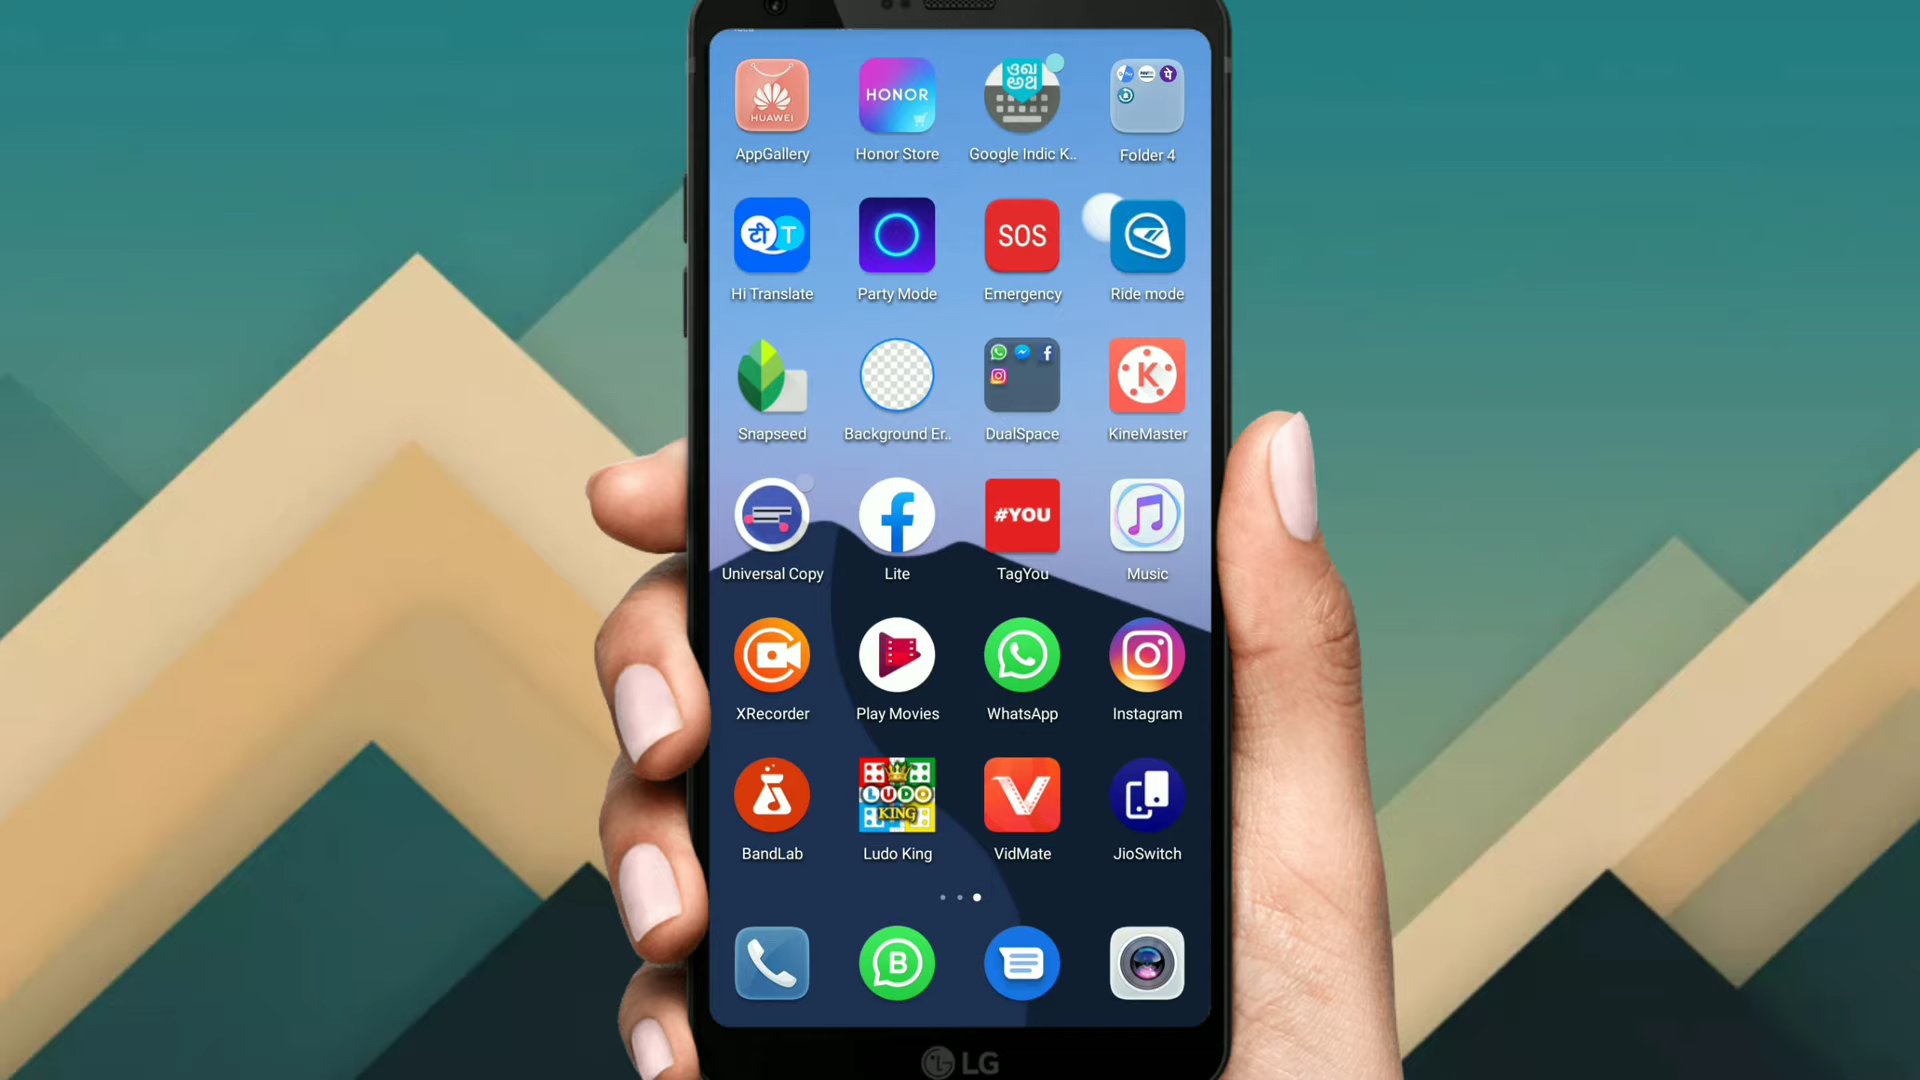 HUAWEI
HONOR
ओख
అథ
AppGallery
Honor Store
Google Indic K..
Folder 4
टी T
SOS
Hi Translate
Party Mode
Emergency
Ride mode
K
Snapseed
Background Er..
DualSpace
KineMaster
#YOU
Universal Copy
Lite
TagYou
Music
XRecorder
Play Movies
WhatsApp
Instagram
LUDO
KING
BandLab
Ludo King
VidMate
JioSwitch
B
LG